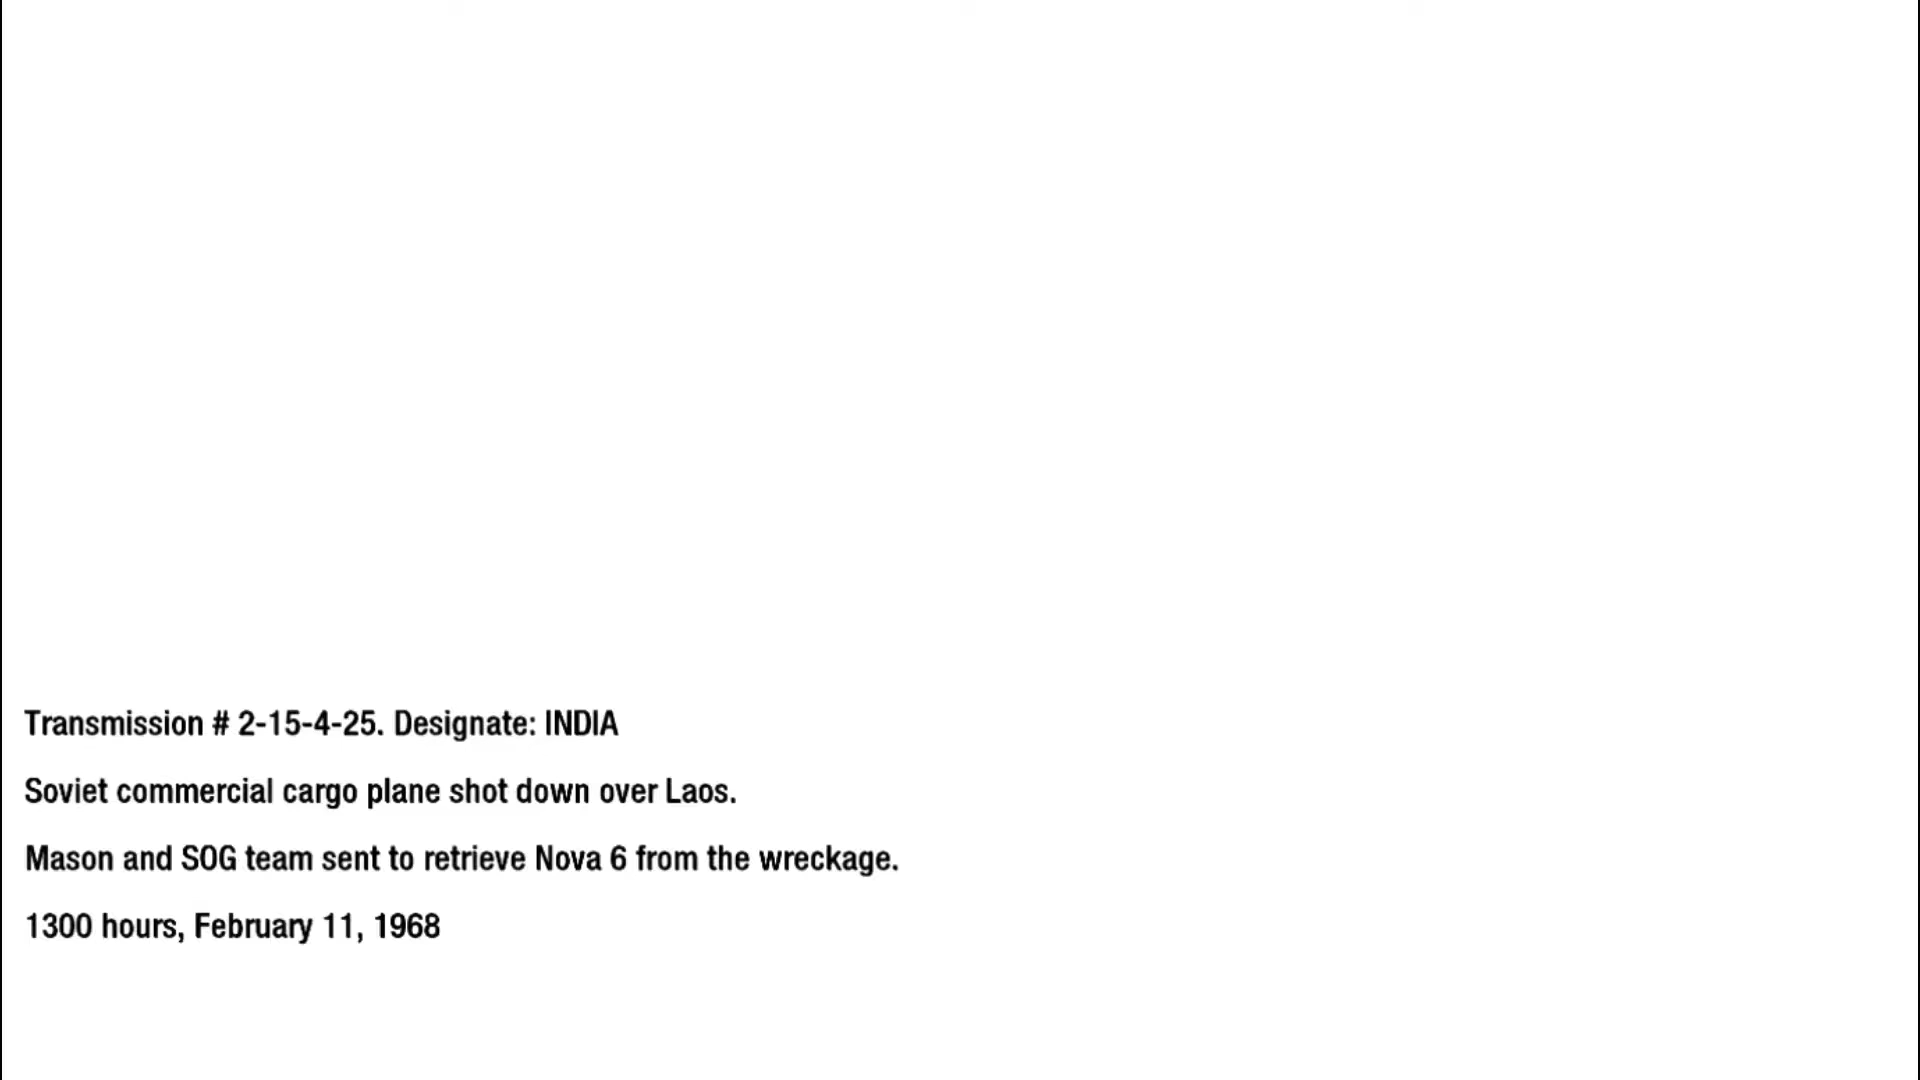 Transmission # 2-15-4-25. Designate: INDIA
Soviet commercial cargo plane shot down over Laos.
Mason and SOG team sent to retrieve Nova 6 from the wreckage.
1300 hours, February 11, 1968